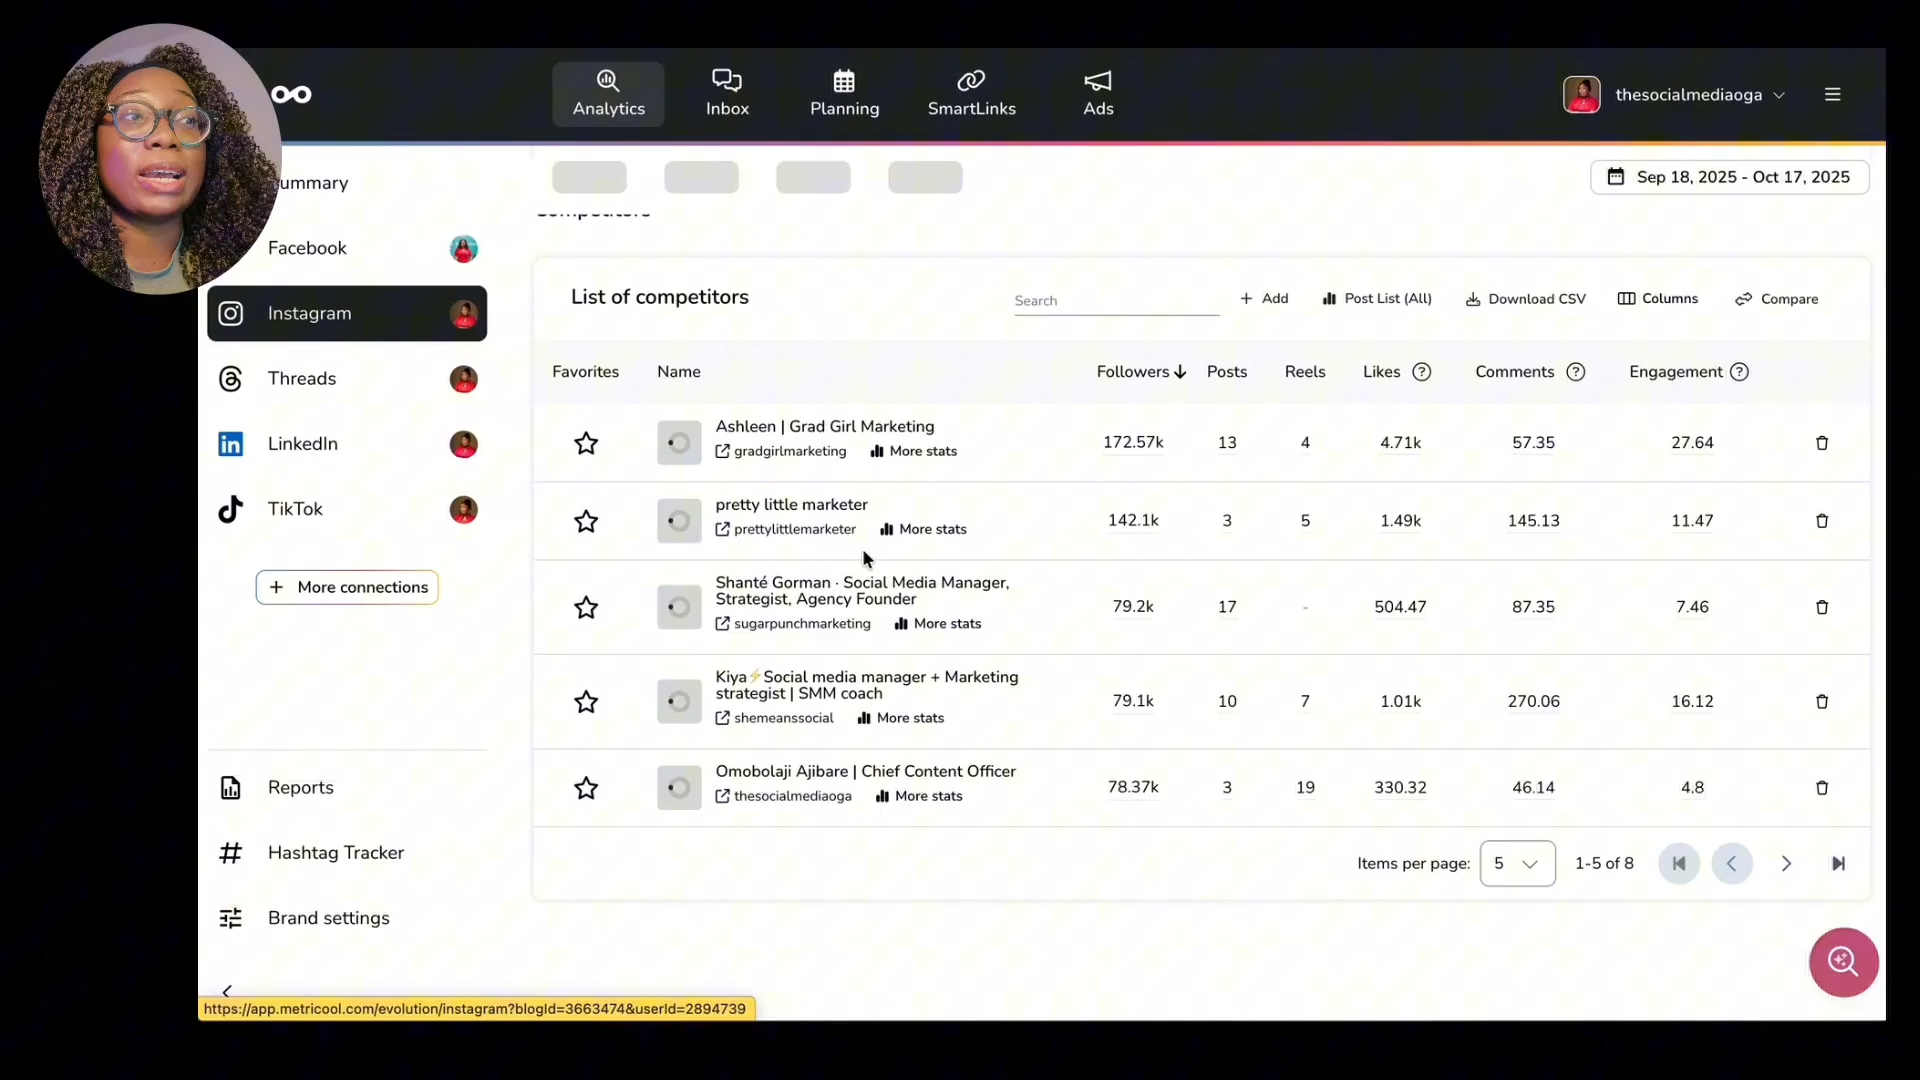 Analytics
Inbox
Planning
SmartLinks
Ads
thesocialmediaoga
ummary
Sep 18, 2025 - Oct 17, 2025
Competitors
Facebook
Instagram
Threads
LinkedIn
TikTok
+ More connections
Reports
Hashtag Tracker
Brand settings
List of competitors
Search
+ Add
Post List (All)
Download CSV
Columns
Compare
Favorites Name Followers Posts Reels Likes ? Comments ? Engagement ?
Ashleen | Grad Girl Marketing
gradgirlmarketing More stats
172.57k 13 4 4.71k 57.35 27.64
pretty little marketer
prettylittlemarketer More stats
142.1k 3 5 1.49k 145.13 11.47
Shanté Gorman · Social Media Manager,
Strategist, Agency Founder
sugarpunchmarketing More stats
79.2k 17 - 504.47 87.35 7.46
Kiya⚡Social media manager + Marketing
strategist | SMM coach
shemeanssocial More stats
79.1k 10 7 1.01k 270.06 16.12
Omobolaji Ajibare | Chief Content Officer
thesocialmediaoga More stats
78.37k 3 19 330.32 46.14 4.8
Items per page: 5 1-5 of 8
https://app.metricool.com/evolution/instagram?blogId=3663474&userId=2894739